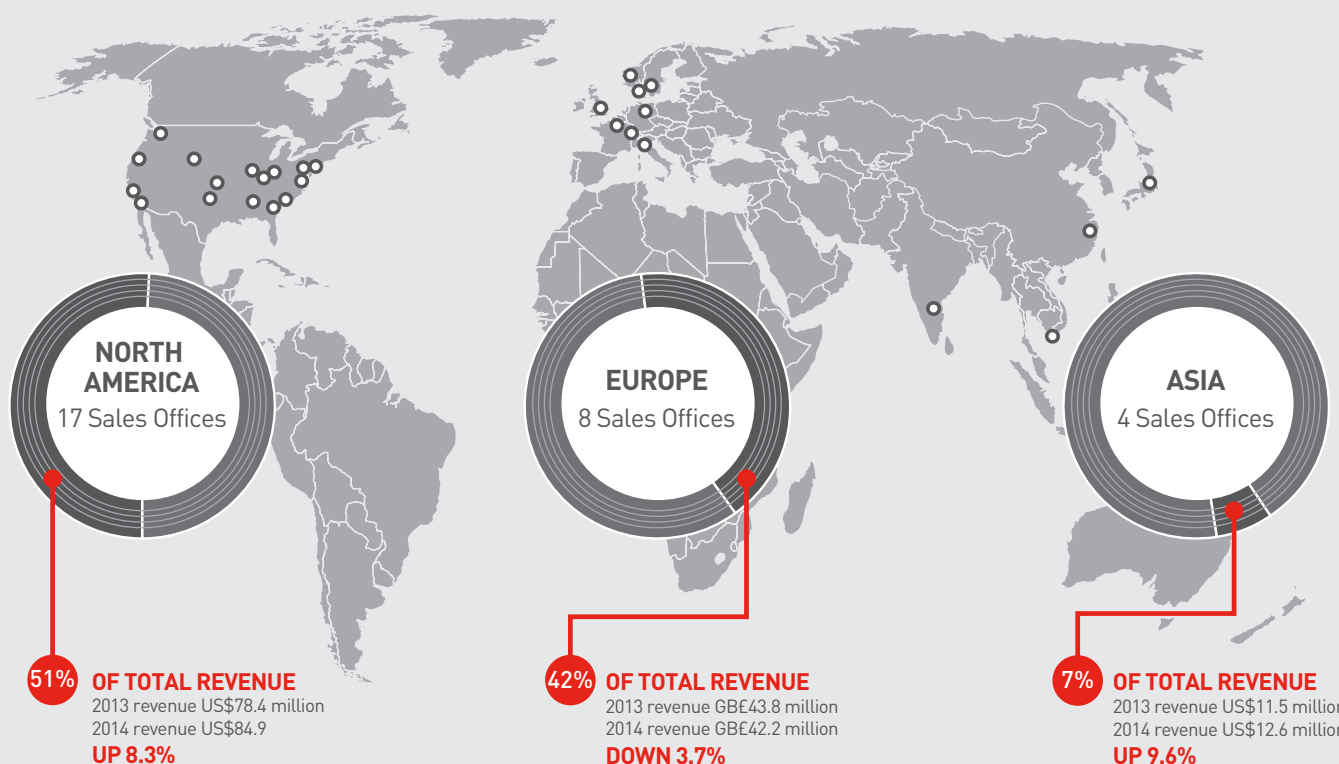 NORTH
AMERICA
17 Sales Offices
EUROPE
8 Sales Offices
ASIA
4 Sales Offices
51%
OF TOTAL REVENUE
2013 revenue US$78.4 million
2014 revenue US$84.9
UP 8.3%
42%
OF TOTAL REVENUE
2013 revenue GB£43.8 million
2014 revenue GB£42.2 million
DOWN 3.7%
7%
OF TOTAL REVENUE
2013 revenue US$11.5 million
2014 revenue US$12.6 million
UP 9.6%